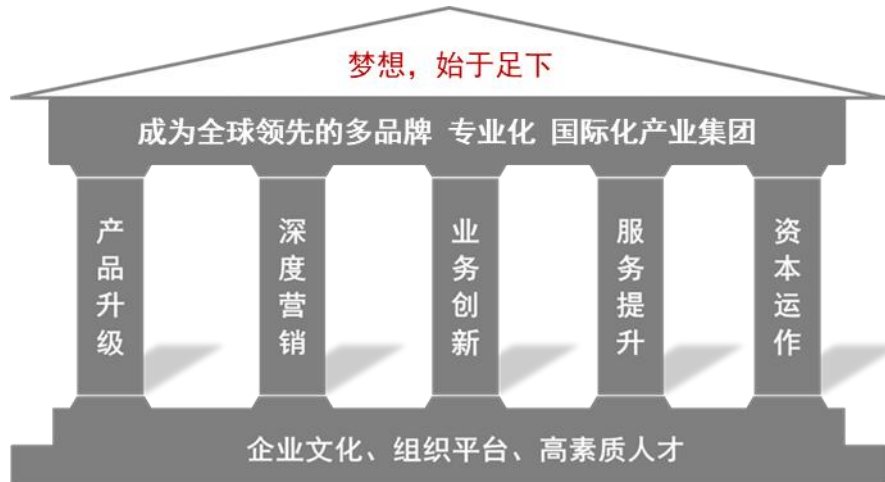 梦想，始于足下
成为全球领先的多品牌 专业化 国际化产业集团
产品升级
深度营销
业务创新
服务提升
资本运作
企业文化、组织平台、高素质人才